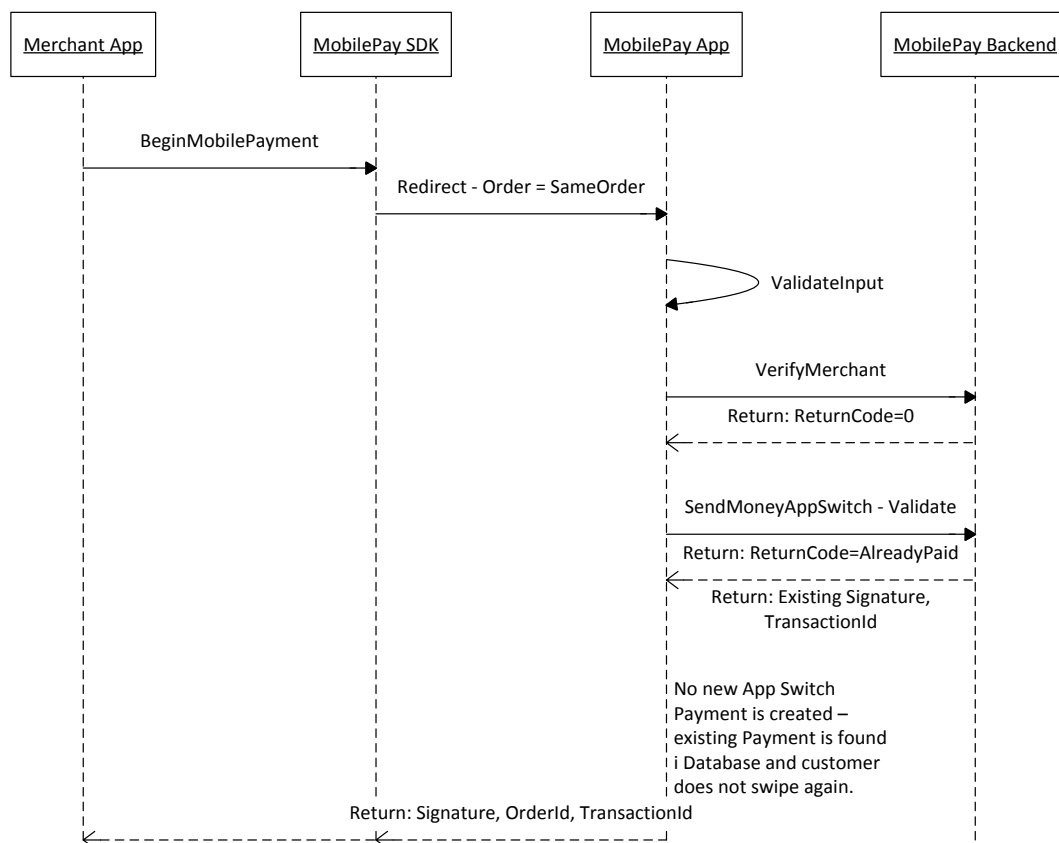 Merchant App
MobilePay SDK
MobilePay App
MobilePay Backend
BeginMobilePayment
Redirect - Order = SameOrder
ValidateInput
VerifyMerchant
Return: ReturnCode=0
SendMoneyAppSwitch - Validate
Return: ReturnCode=AlreadyPaid
Return: Existing Signature,
TransactionId
No new App Switch
Payment is created –
existing Payment is found
i Database and customer
does not swipe again.
Return: Signature, OrderId, TransactionId